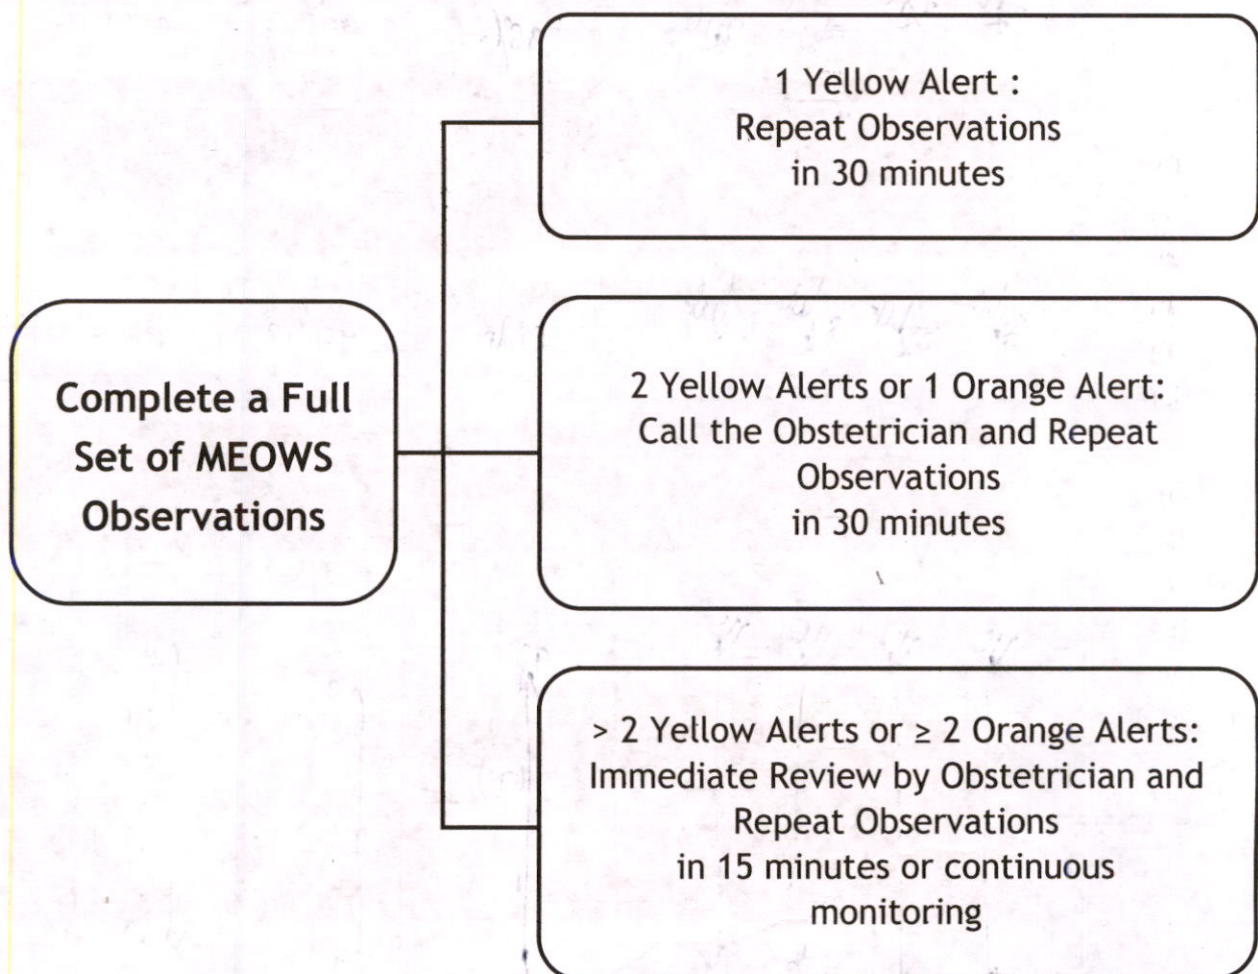 1 Yellow Alert :
Repeat Observations
in 30 minutes
Complete a Full
Set of MEOWS
Observations
2 Yellow Alerts or 1 Orange Alert:
Call the Obstetrician and Repeat
Observations
in 30 minutes
> 2 Yellow Alerts or ≥ 2 Orange Alerts:
Immediate Review by Obstetrician and
Repeat Observations
in 15 minutes or continuous
monitoring